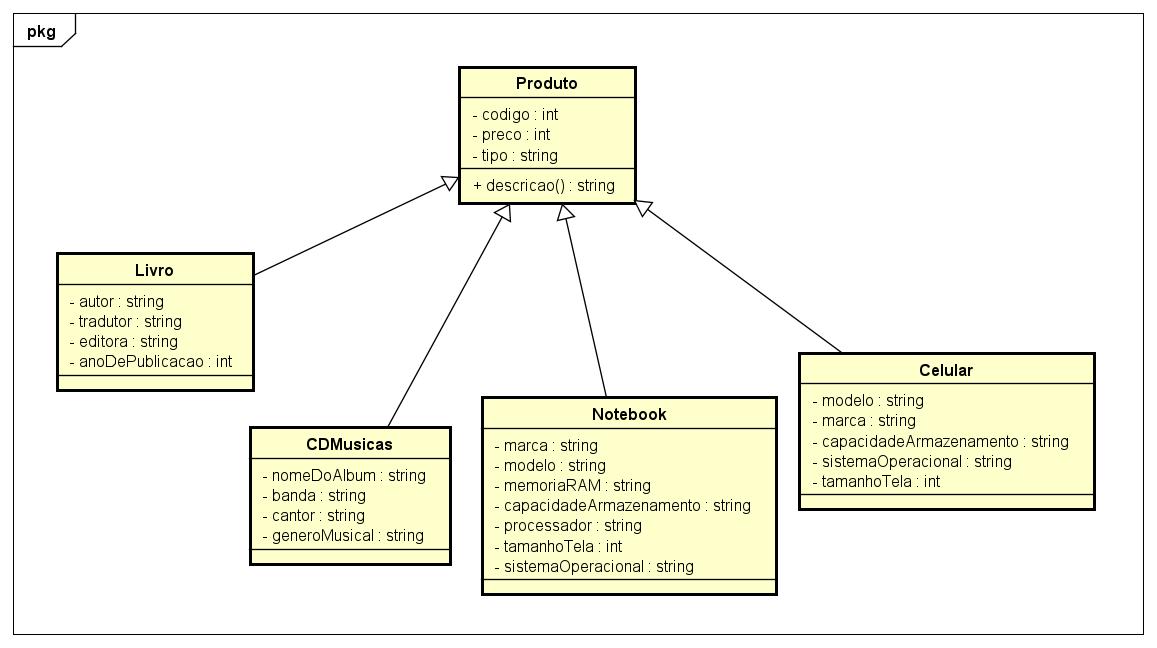 pkg
Produto
- codigo : int
- preco : int
- tipo : string
+ descricao() : string
Livro
- autor : string
- tradutor : string
- editora : string
- anoDePublicacao : int
CDMusicas
- nomeDoAlbum : string
- banda : string
- cantor : string
- generoMusical : string
Notebook
- marca : string
- modelo : string
- memoriaRAM : string
- capacidadeArmazenamento : string
- processador : string
- tamanhoTela : int
- sistemaOperacional : string
Celular
- modelo : string
- marca : string
- capacidadeArmazenamento : string
- sistemaOperacional : string
- tamanhoTela : int